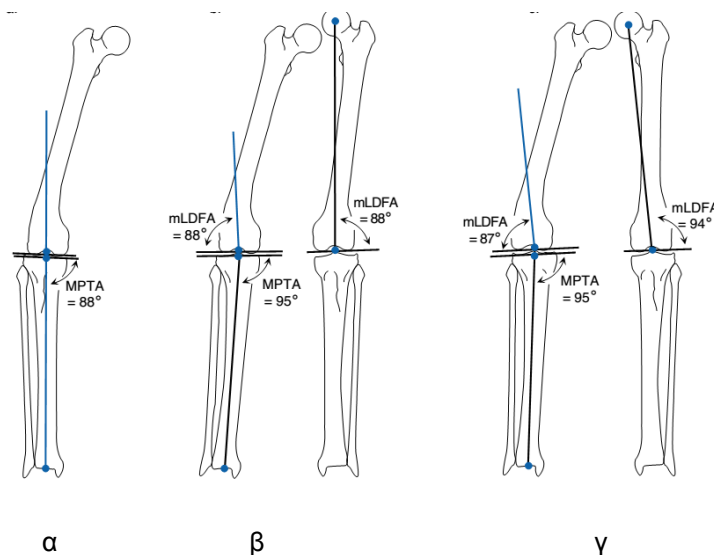 MPTA
= 88°
mLDFA
= 88°
MPTA
= 95°
mLDFA
= 88°
mLDFA
= 87°
MPTA
= 95°
mLDFA
= 94°
α
β
γ